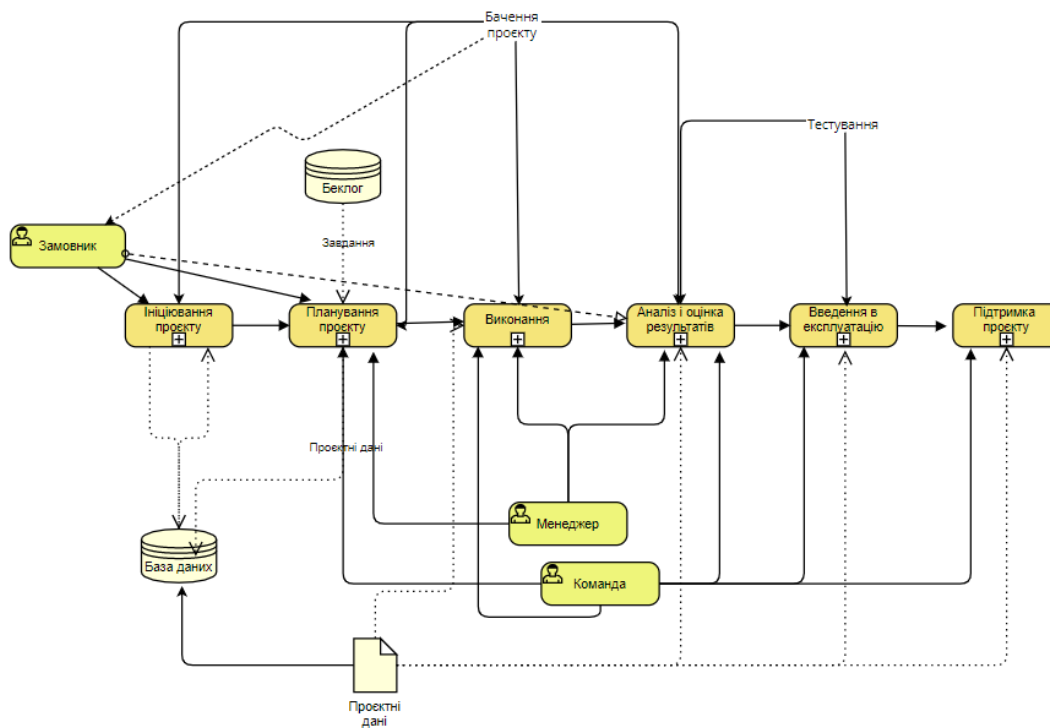 Бачення
проєкту
Тестування
Беклог
Завдання
Замовник
Ініціювання
проєкту
Планування
проєкту
Виконання
Аналіз і оцінка
результатів
Введення в
експлуатацію
Підтримка
проєкту
Проєктні дані
Менеджер
База даних
Команда
Проєктні
дані